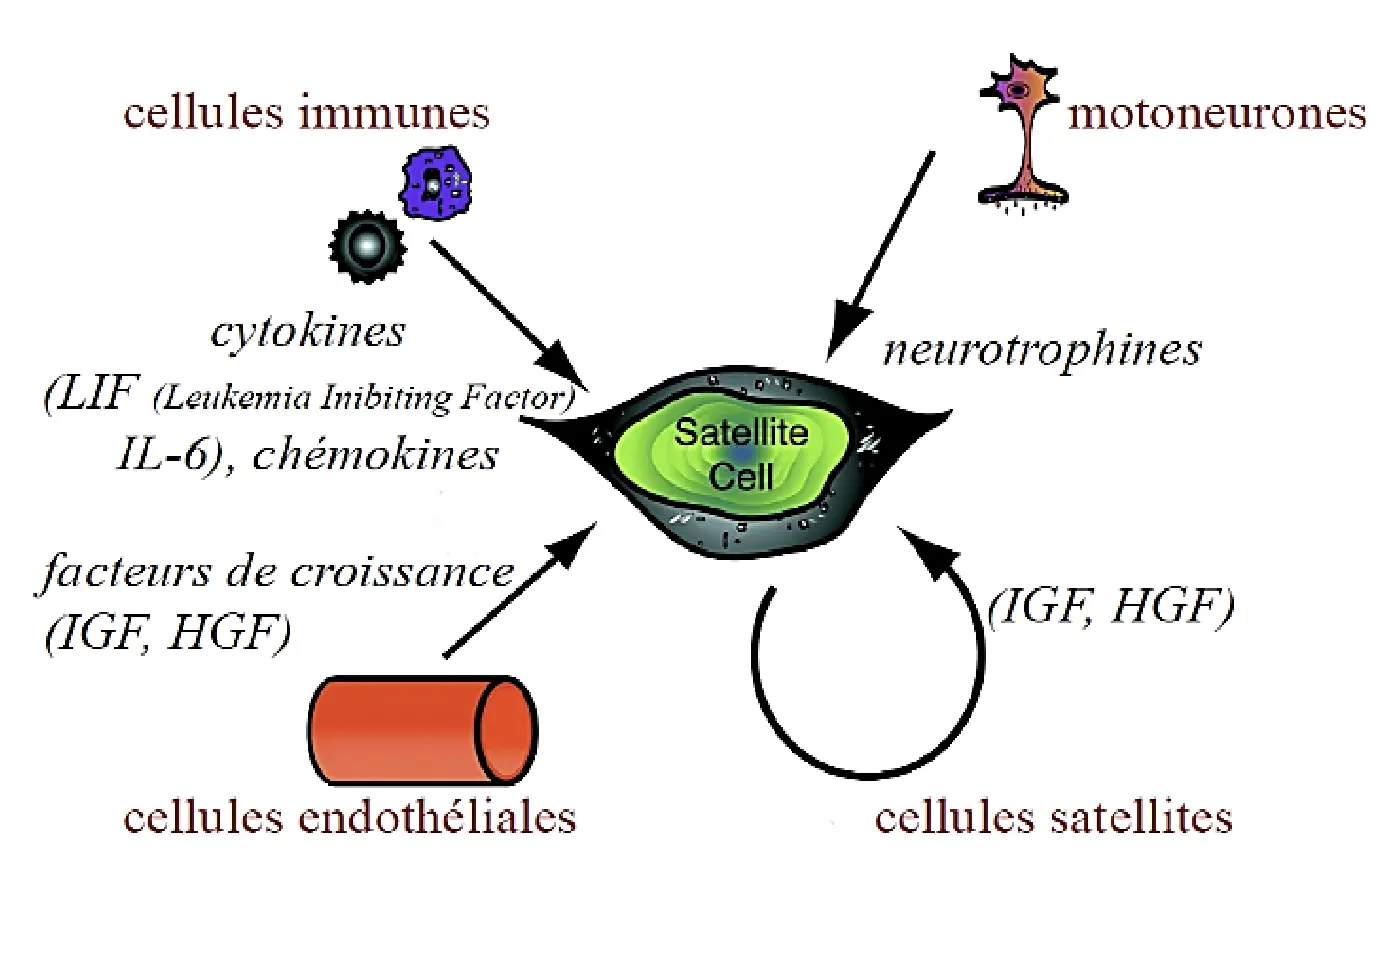 cellules immunes
motoneurones
cytokines
(LIF (Leukemia Inibiting Factor)
IL-6), chémokines
neurotrophines
Satellite
Cell
facteurs de croissance
(IGF, HGF)
(IGF, HGF)
cellules endothéliales
cellules satellites